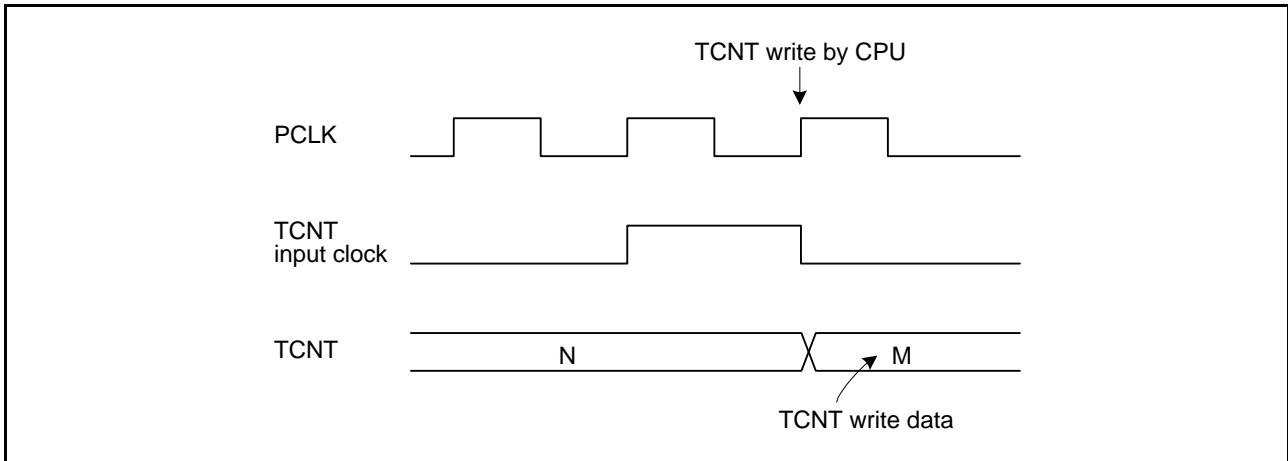 TCNT write by CPU
PCLK
TCNT
input clock
TCNT
N
M
TCNT write data